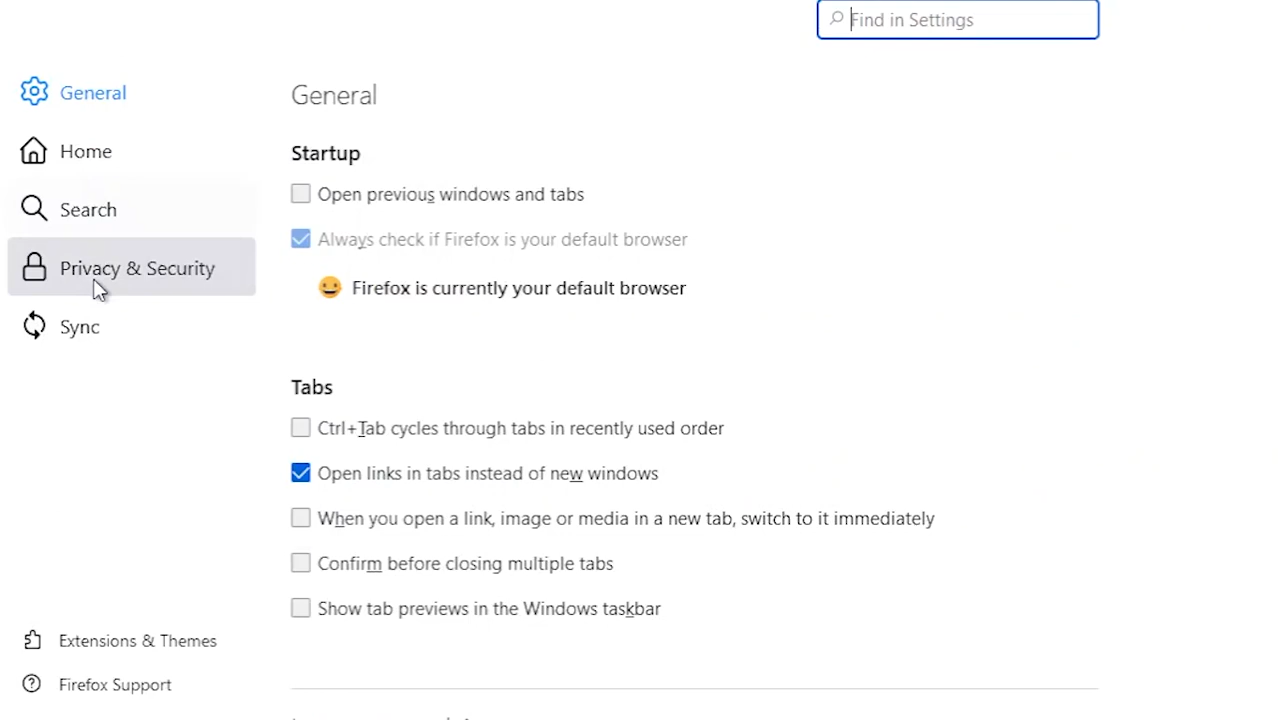 Find in Settings
General
Home
Search
Privacy & Security
Sync
Extensions & Themes
Firefox Support
General
Startup
Open previous windows and tabs
Always check if Firefox is your default browser
Firefox is currently your default browser
Tabs
Ctrl+Tab cycles through tabs in recently used order
Open links in tabs instead of new windows
When you open a link, image or media in a new tab, switch to it immediately
Confirm before closing multiple tabs
Show tab previews in the Windows taskbar